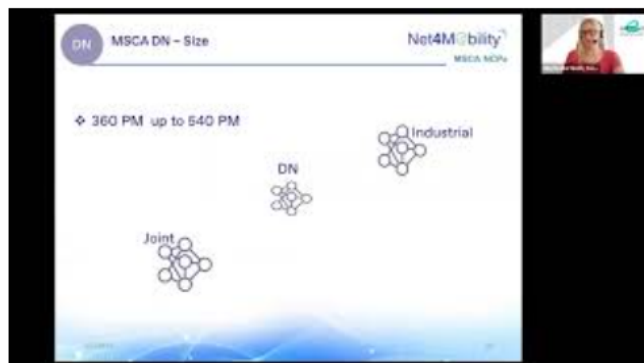 DN
MSCA DN – Size
Net4Mobility
MSCA NCPs
❖ 360 PM up to 540 PM
Industrial
DN
Joint